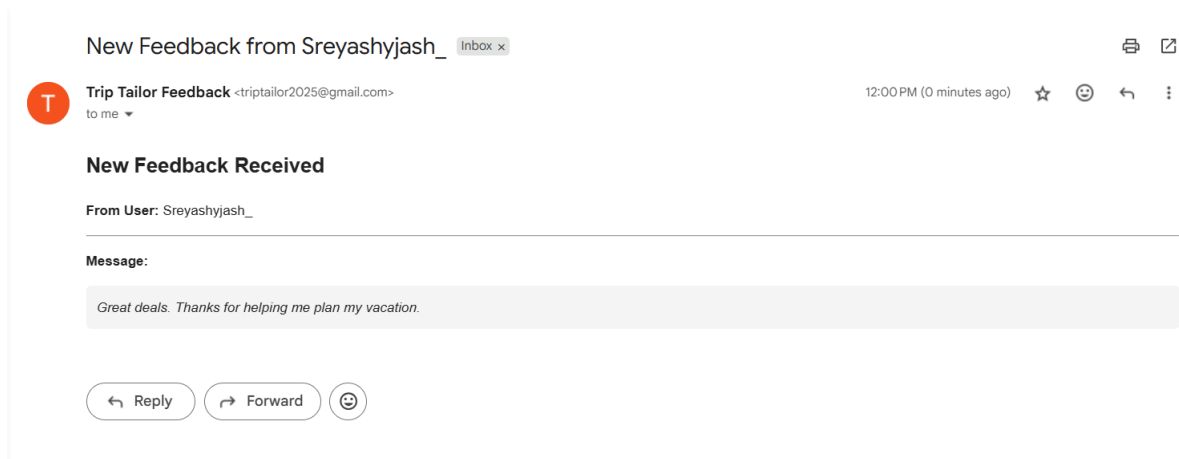 New Feedback from Sreyashyjash_ Inbox x
T
Trip Tailor Feedback <triptailor2025@gmail.com> 12:00 PM (0 minutes ago)
to me
New Feedback Received
From User: Sreyashyjash_
Message:
Great deals. Thanks for helping me plan my vacation.
Reply Forward